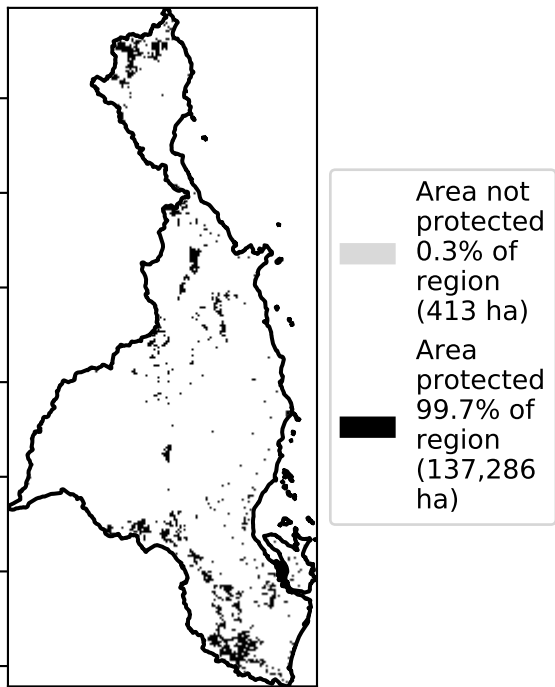 Area not
protected
0.3% of
region
(413 ha)
Area
protected
99.7% of
region
(137,286
ha)